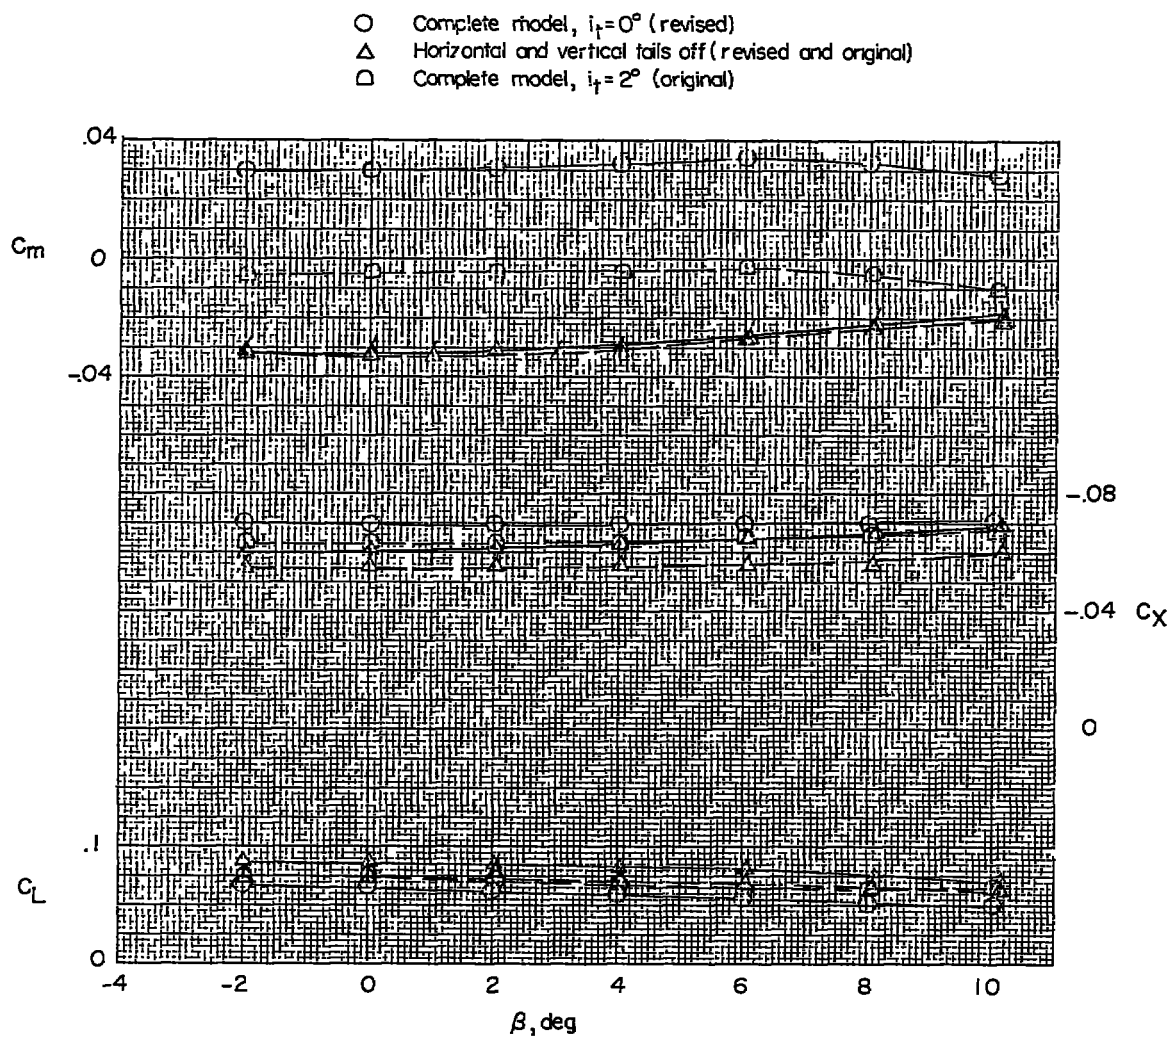 Complete model, it=0° (revised)
Horizontal and vertical tails off (revised and original)
Complete model, it=2° (original)
.04
Cm
0
-.04
-.08
-.04
CX
0
.1
CL
0
-4
-2
0
2
4
6
8
10
β, deg